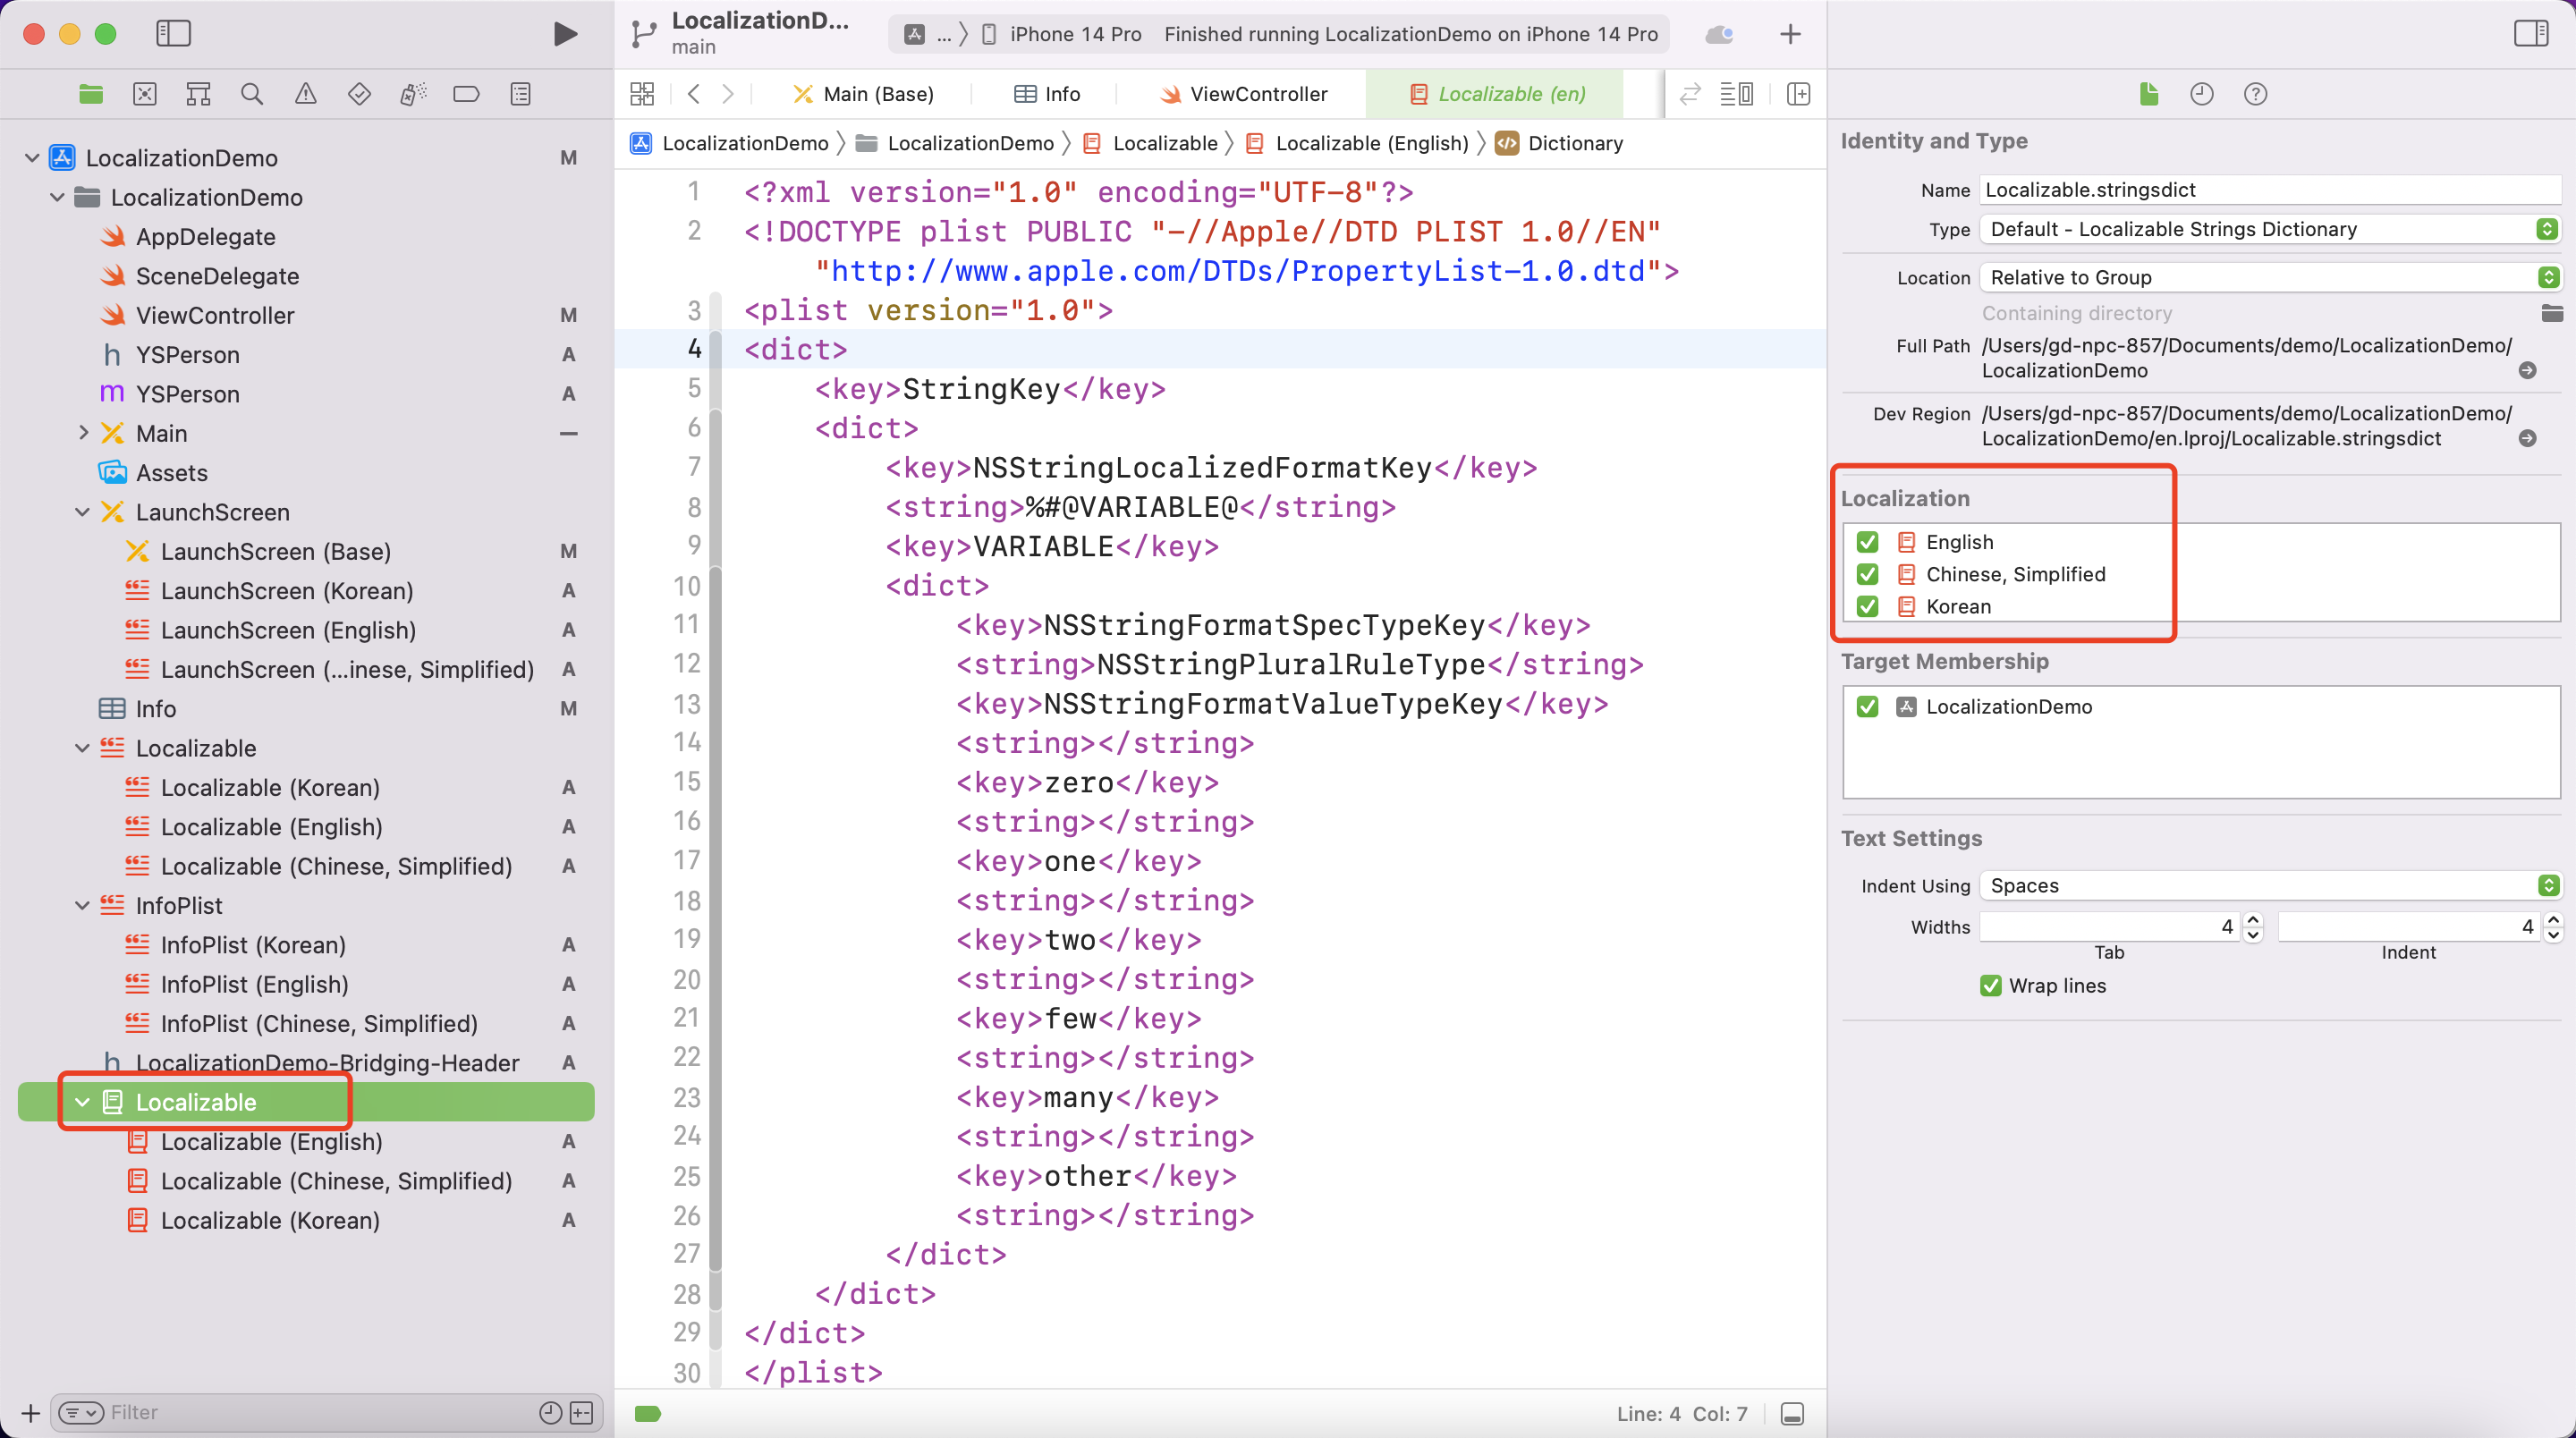 LocalizationD...
main
... iPhone 14 Pro Finished running LocalizationDemo on iPhone 14 Pro
Main (Base) Info ViewController Localizable (en)
LocalizationDemo LocalizationDemo Localizable Localizable (English) Dictionary
LocalizationDemo M
LocalizationDemo
AppDelegate
SceneDelegate
ViewController M
h YSPerson A
m YSPerson A
Main
Assets
LaunchScreen
LaunchScreen (Base) M
LaunchScreen (Korean) A
LaunchScreen (English) A
LaunchScreen (...inese, Simplified) A
Info M
Localizable
Localizable (Korean) A
Localizable (English) A
Localizable (Chinese, Simplified) A
InfoPlist
InfoPlist (Korean) A
InfoPlist (English) A
InfoPlist (Chinese, Simplified) A
h LocalizationDemo-Bridging-Header A
Localizable
Localizable (English) A
Localizable (Chinese, Simplified) A
Localizable (Korean) A
Filter
1 <?xml version="1.0" encoding="UTF-8"?>
2 <!DOCTYPE plist PUBLIC "-//Apple//DTD PLIST 1.0//EN"
"http://www.apple.com/DTDs/PropertyList-1.0.dtd">
3 <plist version="1.0">
4 <dict>
5 <key>StringKey</key>
6 <dict>
7 <key>NSStringLocalizedFormatKey</key>
8 <string>%#@VARIABLE@</string>
9 <key>VARIABLE</key>
10 <dict>
11 <key>NSStringFormatSpecTypeKey</key>
12 <string>NSStringPluralRuleType</string>
13 <key>NSStringFormatValueTypeKey</key>
14 <string></string>
15 <key>zero</key>
16 <string></string>
17 <key>one</key>
18 <string></string>
19 <key>two</key>
20 <string></string>
21 <key>few</key>
22 <string></string>
23 <key>many</key>
24 <string></string>
25 <key>other</key>
26 <string></string>
27 </dict>
28 </dict>
29 </dict>
30 </plist>
Line: 4 Col: 7
Identity and Type
Name Localizable.stringsdict
Type Default - Localizable Strings Dictionary
Location Relative to Group
Containing directory
Full Path /Users/gd-npc-857/Documents/demo/LocalizationDemo/
LocalizationDemo
Dev Region /Users/gd-npc-857/Documents/demo/LocalizationDemo/
LocalizationDemo/en.lproj/Localizable.stringsdict
Localization
English
Chinese, Simplified
Korean
Target Membership
LocalizationDemo
Text Settings
Indent Using Spaces
Widths 4 4
Tab Indent
Wrap lines